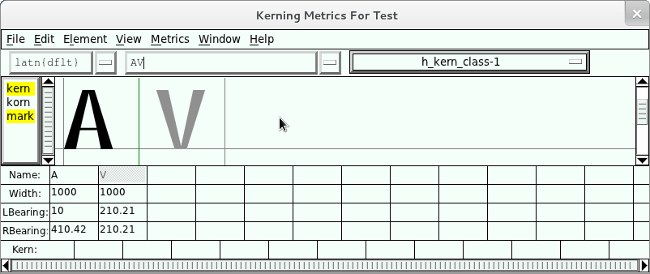 Kerning Metrics For Test
File Edit Element View Metrics Window Help
latn{dflt} AV h_kern_class-1
kern
korn
mark
AV
Name: A V
Width: 1000 1000
LBearing: 10 210.21
RBearing: 410.42 210.21
Kern: